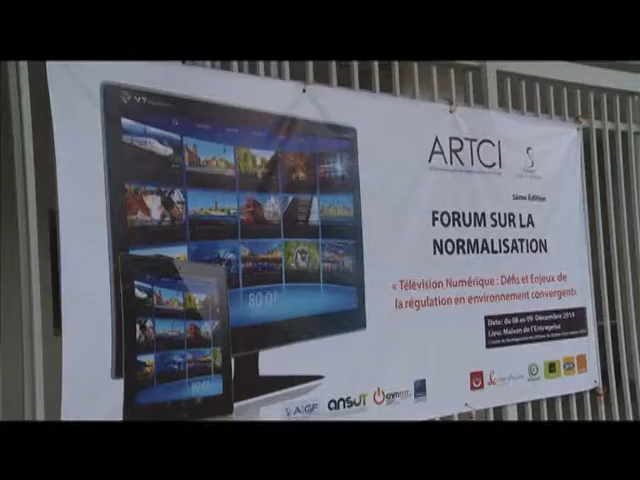 ARTCI
5ème Edition
FORUM SUR LA
NORMALISATION
« Télévision Numérique : Défis et Enjeux de
la régulation en environnement convergent»
Date: du 08 au 09 Décembre 2014
Lieu: Maison de l'Entreprise
AIGF
ansut